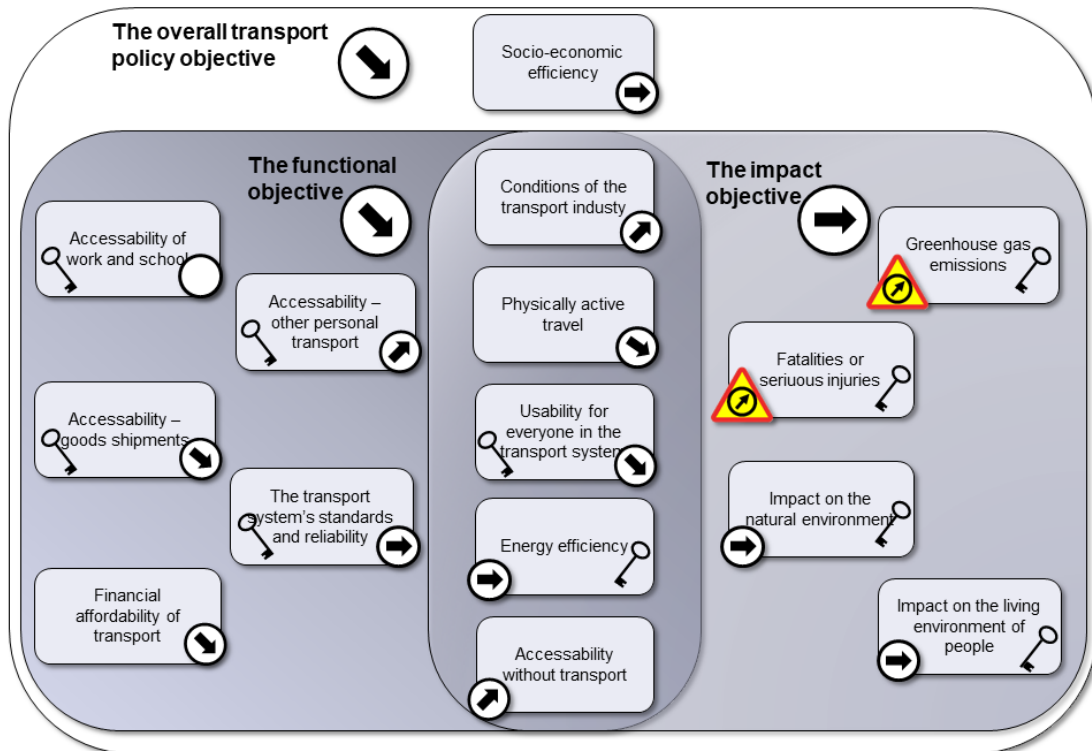 The overall transport
policy objective
Socio-economic
efficiency
The functional
objective
Accessability of
work and school
Accessability –
other personal
transport
Accessability –
goods shipments
The transport
system's standards
and reliability
Financial
affordability of
transport
Conditions of the
transport industy
Physically active
travel
Usability for
everyone in the
transport system
Energy efficiency
Accessability
without transport
The impact
objective
Greenhouse gas
emissions
Fatalities or
seriuous injuries
Impact on the
natural environment
Impact on the living
environment of
people